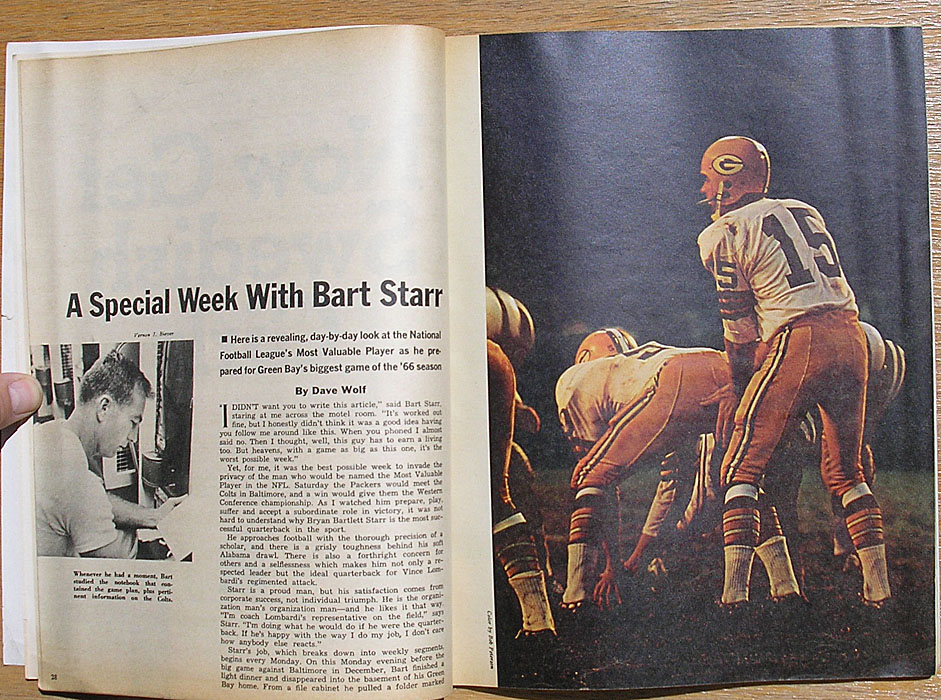 A Special Week With Bart Starr
Vernon J. Biever
■ Here is a revealing, day-by-day look at the National
Football League's Most Valuable Player as he pre-
pared for Green Bay's biggest game of the '66 season
By Dave Wolf
"I DIDN'T want you to write this article," said Bart Starr,
staring at me across the motel room. "It's worked out
fine, but I honestly didn't think it was a good idea having
you follow me around like this. When you phoned I almost
said no. Then I thought, well, this guy has to earn a living
too. But heavens, with a game as big as this one, it's the
worst possible week."
Yet, for me, it was the best possible week to invade the
privacy of the man who would be named the Most Valuable
Player in the NFL. Saturday the Packers would meet the
Colts in Baltimore, and a win would give them the Western
Conference championship. As I watched him prepare, play,
suffer and accept a subordinate role in victory, it was not
hard to understand why Bryan Bartlett Starr is the most suc-
cessful quarterback in the sport.
He approaches football with the thorough precision of a
scholar, and there is a grisly toughness behind his soft
Alabama drawl. There is also a forthright concern for
others and a selflessness which makes him not only a re-
spected leader but the ideal quarterback for Vince Lom-
bardi's regimented attack.
Starr is a proud man, but his satisfaction comes from
corporate success, not individual triumph. He is the organi-
zation man's organization man—and he likes it that way.
"I'm coach Lombardi's representative on the field," says
Starr. "I'm doing what he would do if he were the quarter-
back. If he's happy with the way I do my job, I don't care
how anybody else reacts."
Starr's job, which breaks down into weekly segments,
begins every Monday. On this Monday evening before the
big game against Baltimore in December, Bart finished a
light dinner and disappeared into the basement of his Green
Bay home. From a file cabinet he pulled a folder marked
Whenever he had a moment, Bart
studied the notebook that con-
tained the game plan, plus perti-
nent information on the Colts.
28
Color by Bob Peterson
G
15
15